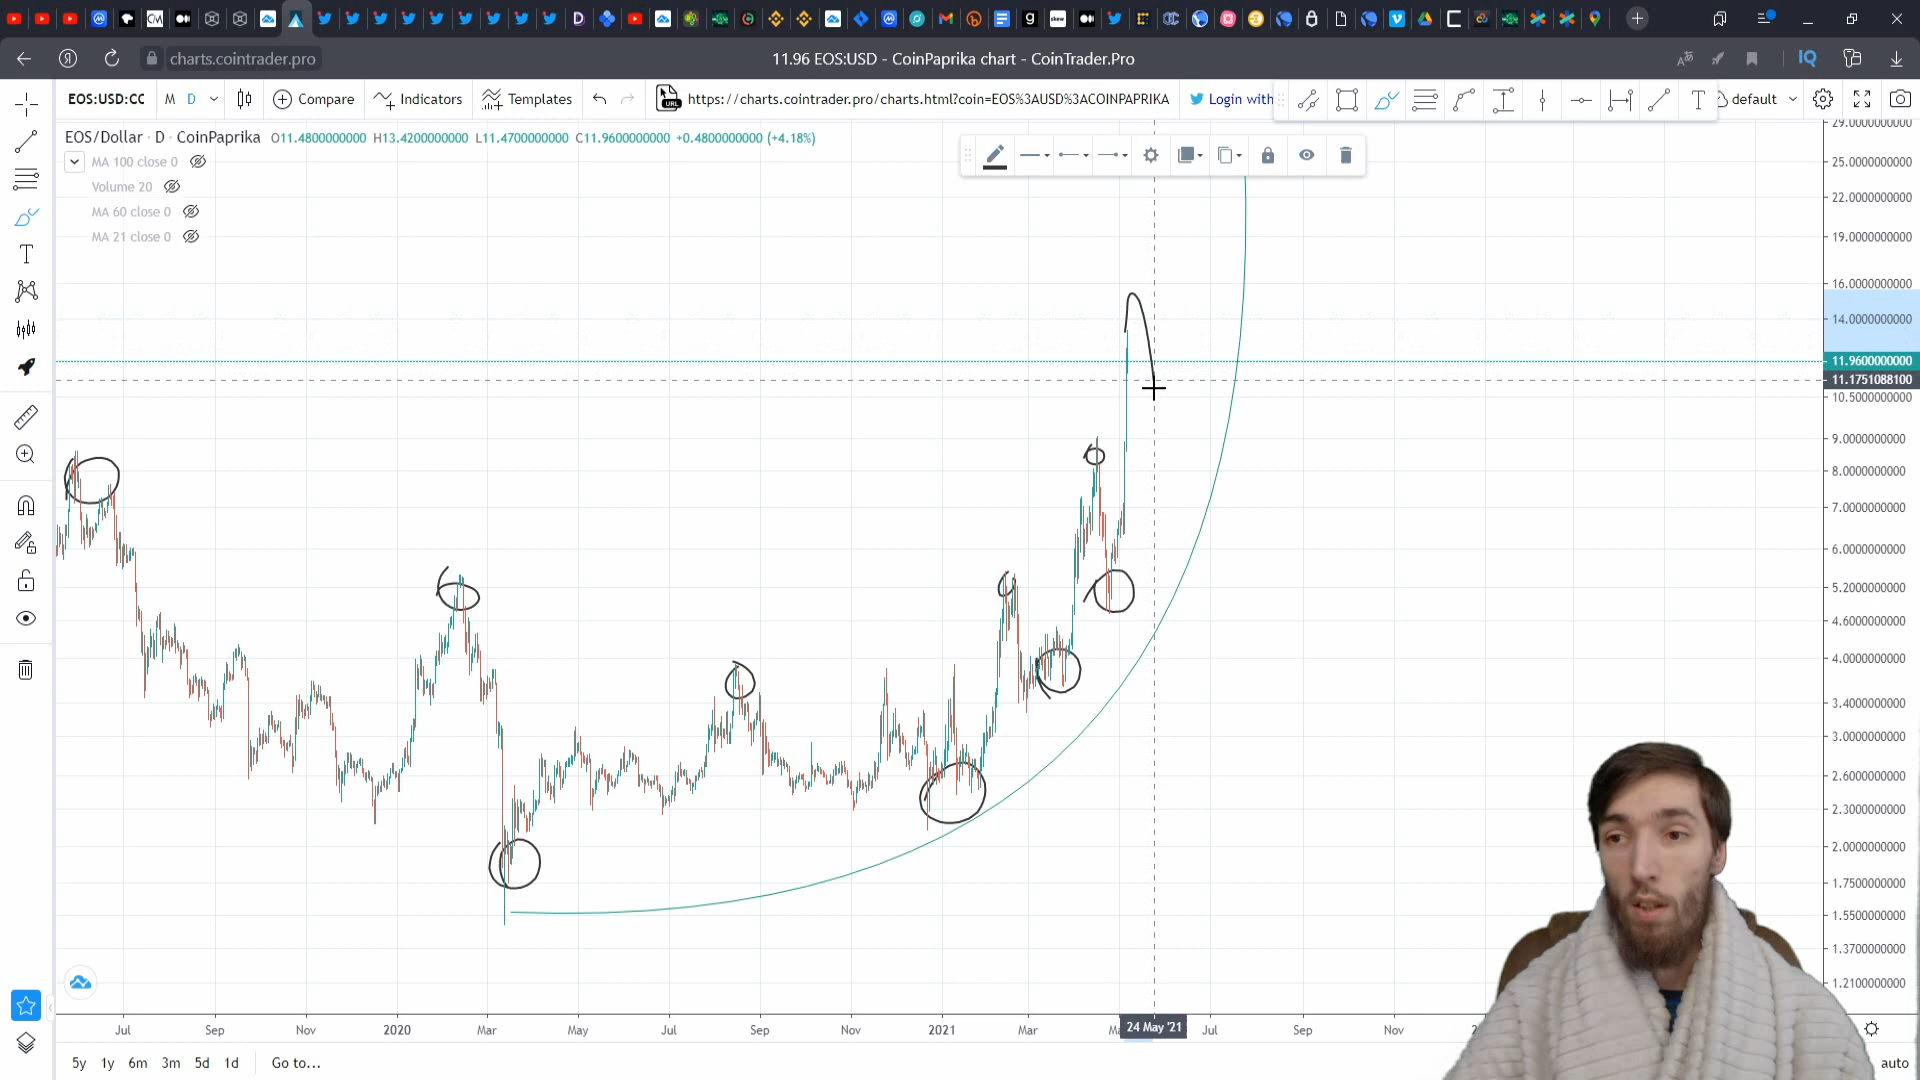 charts.cointrader.pro
11.96 EOS:USD - CoinPaprika chart - CoinTrader.Pro
EOS:USD:CC
M D
Compare
Indicators
Templates
URL
https://charts.cointrader.pro/charts.html?coin=EOS%3AUSD%3ACOINPAPRIKA
Login with
default
EOS/Dollar · D · CoinPaprika O11.4800000000 H13.4200000000 L11.4700000000 C11.9600000000 +0.4800000000 (+4.18%)
MA 100 close 0
Volume 20
MA 60 close 0
MA 21 close 0
29.0000000000
25.0000000000
22.0000000000
19.0000000000
16.0000000000
14.0000000000
11.9600000000
11.1751088100
10.5000000000
9.0000000000
8.0000000000
7.0000000000
6.0000000000
5.2000000000
4.6000000000
4.0000000000
3.4000000000
3.0000000000
2.6000000000
2.3000000000
2.0000000000
1.7500000000
1.5500000000
1.3700000000
1.2100000000
Jul Sep Nov 2020 Mar May Jul Sep Nov 2021 Mar 24 May '21 Jul Sep Nov
5y 1y 6m 3m 5d 1d Go to...
auto